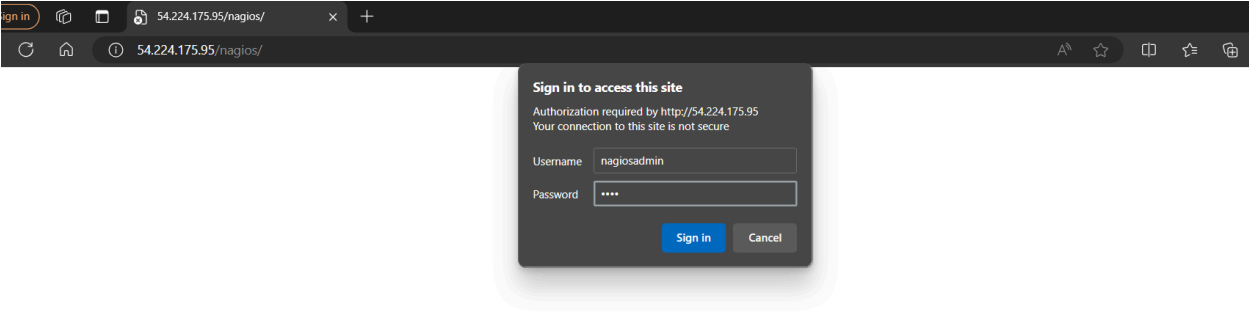 ign in
54.224.175.95/nagios/
54.224.175.95/nagios/
Sign in to access this site
Authorization required by http://54.224.175.95
Your connection to this site is not secure
Username nagiosadmin
Password ••••
Sign in Cancel